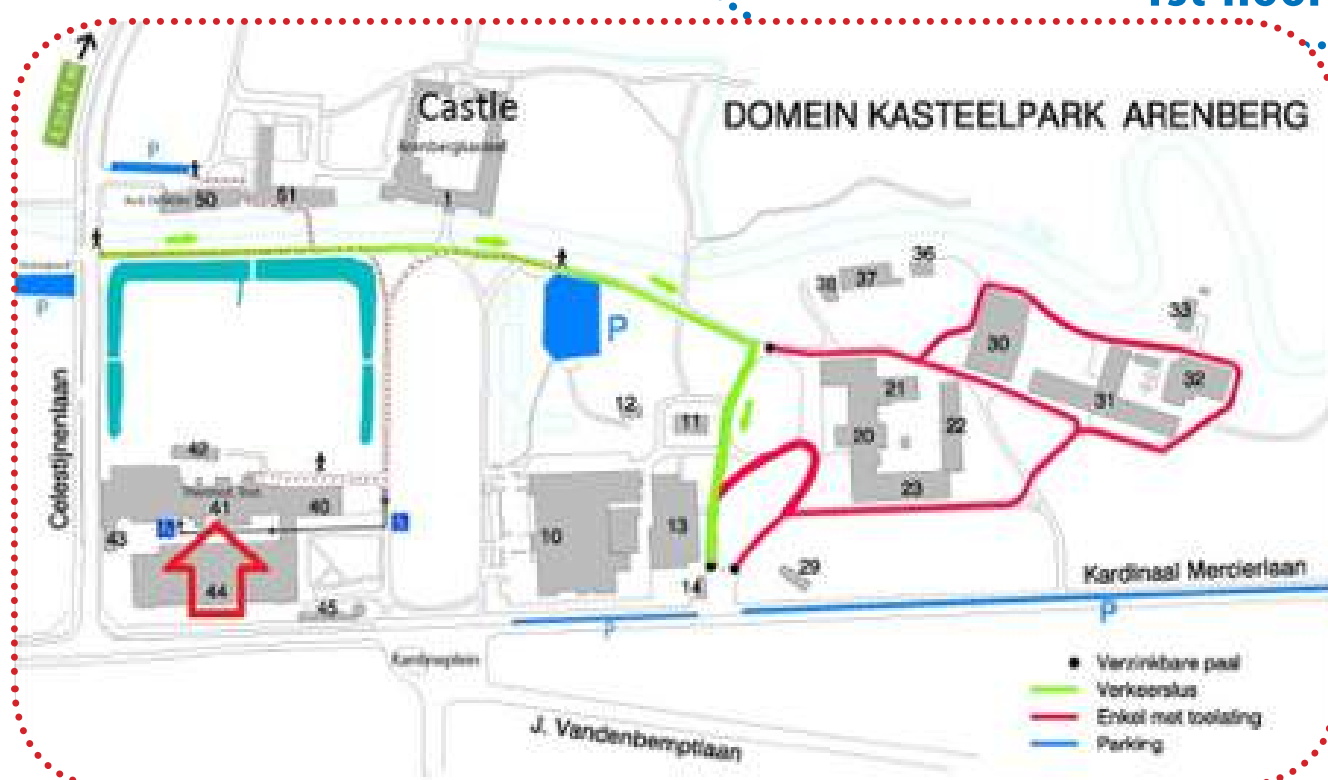 1st floor
Castle
DOMEIN KASTEELPARK ARENBERG
P
50
51
36
38
37
33
P
P
30
32
31
12
11
21
22
20
23
Celestijnenlaan
42
41
40
43
44
45
10
13
14
29
Kardinaal Mercierlaan
P
P
J. Vandenbemptlaan
Verzinkbare paal
Verkeerslus
Enkel met toelating
Parking